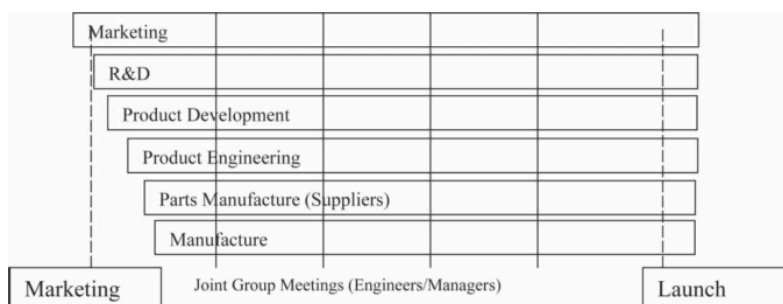 Marketing
R&D
Product Development
Product Engineering
Parts Manufacture (Suppliers)
Manufacture
Marketing
Joint Group Meetings (Engineers/Managers)
Launch